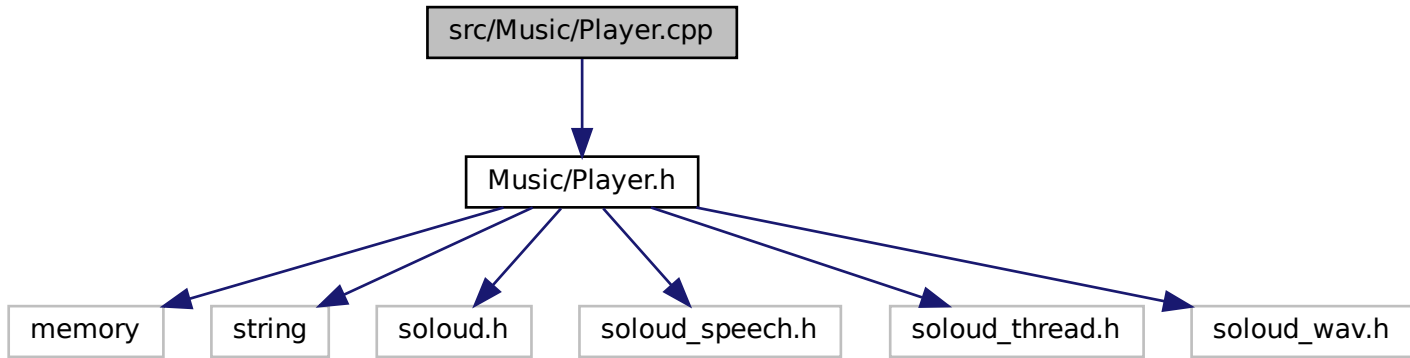 src/Music/Player.cpp
Music/Player.h
memory
string
soloud.h
soloud_speech.h
soloud_thread.h
soloud_wav.h